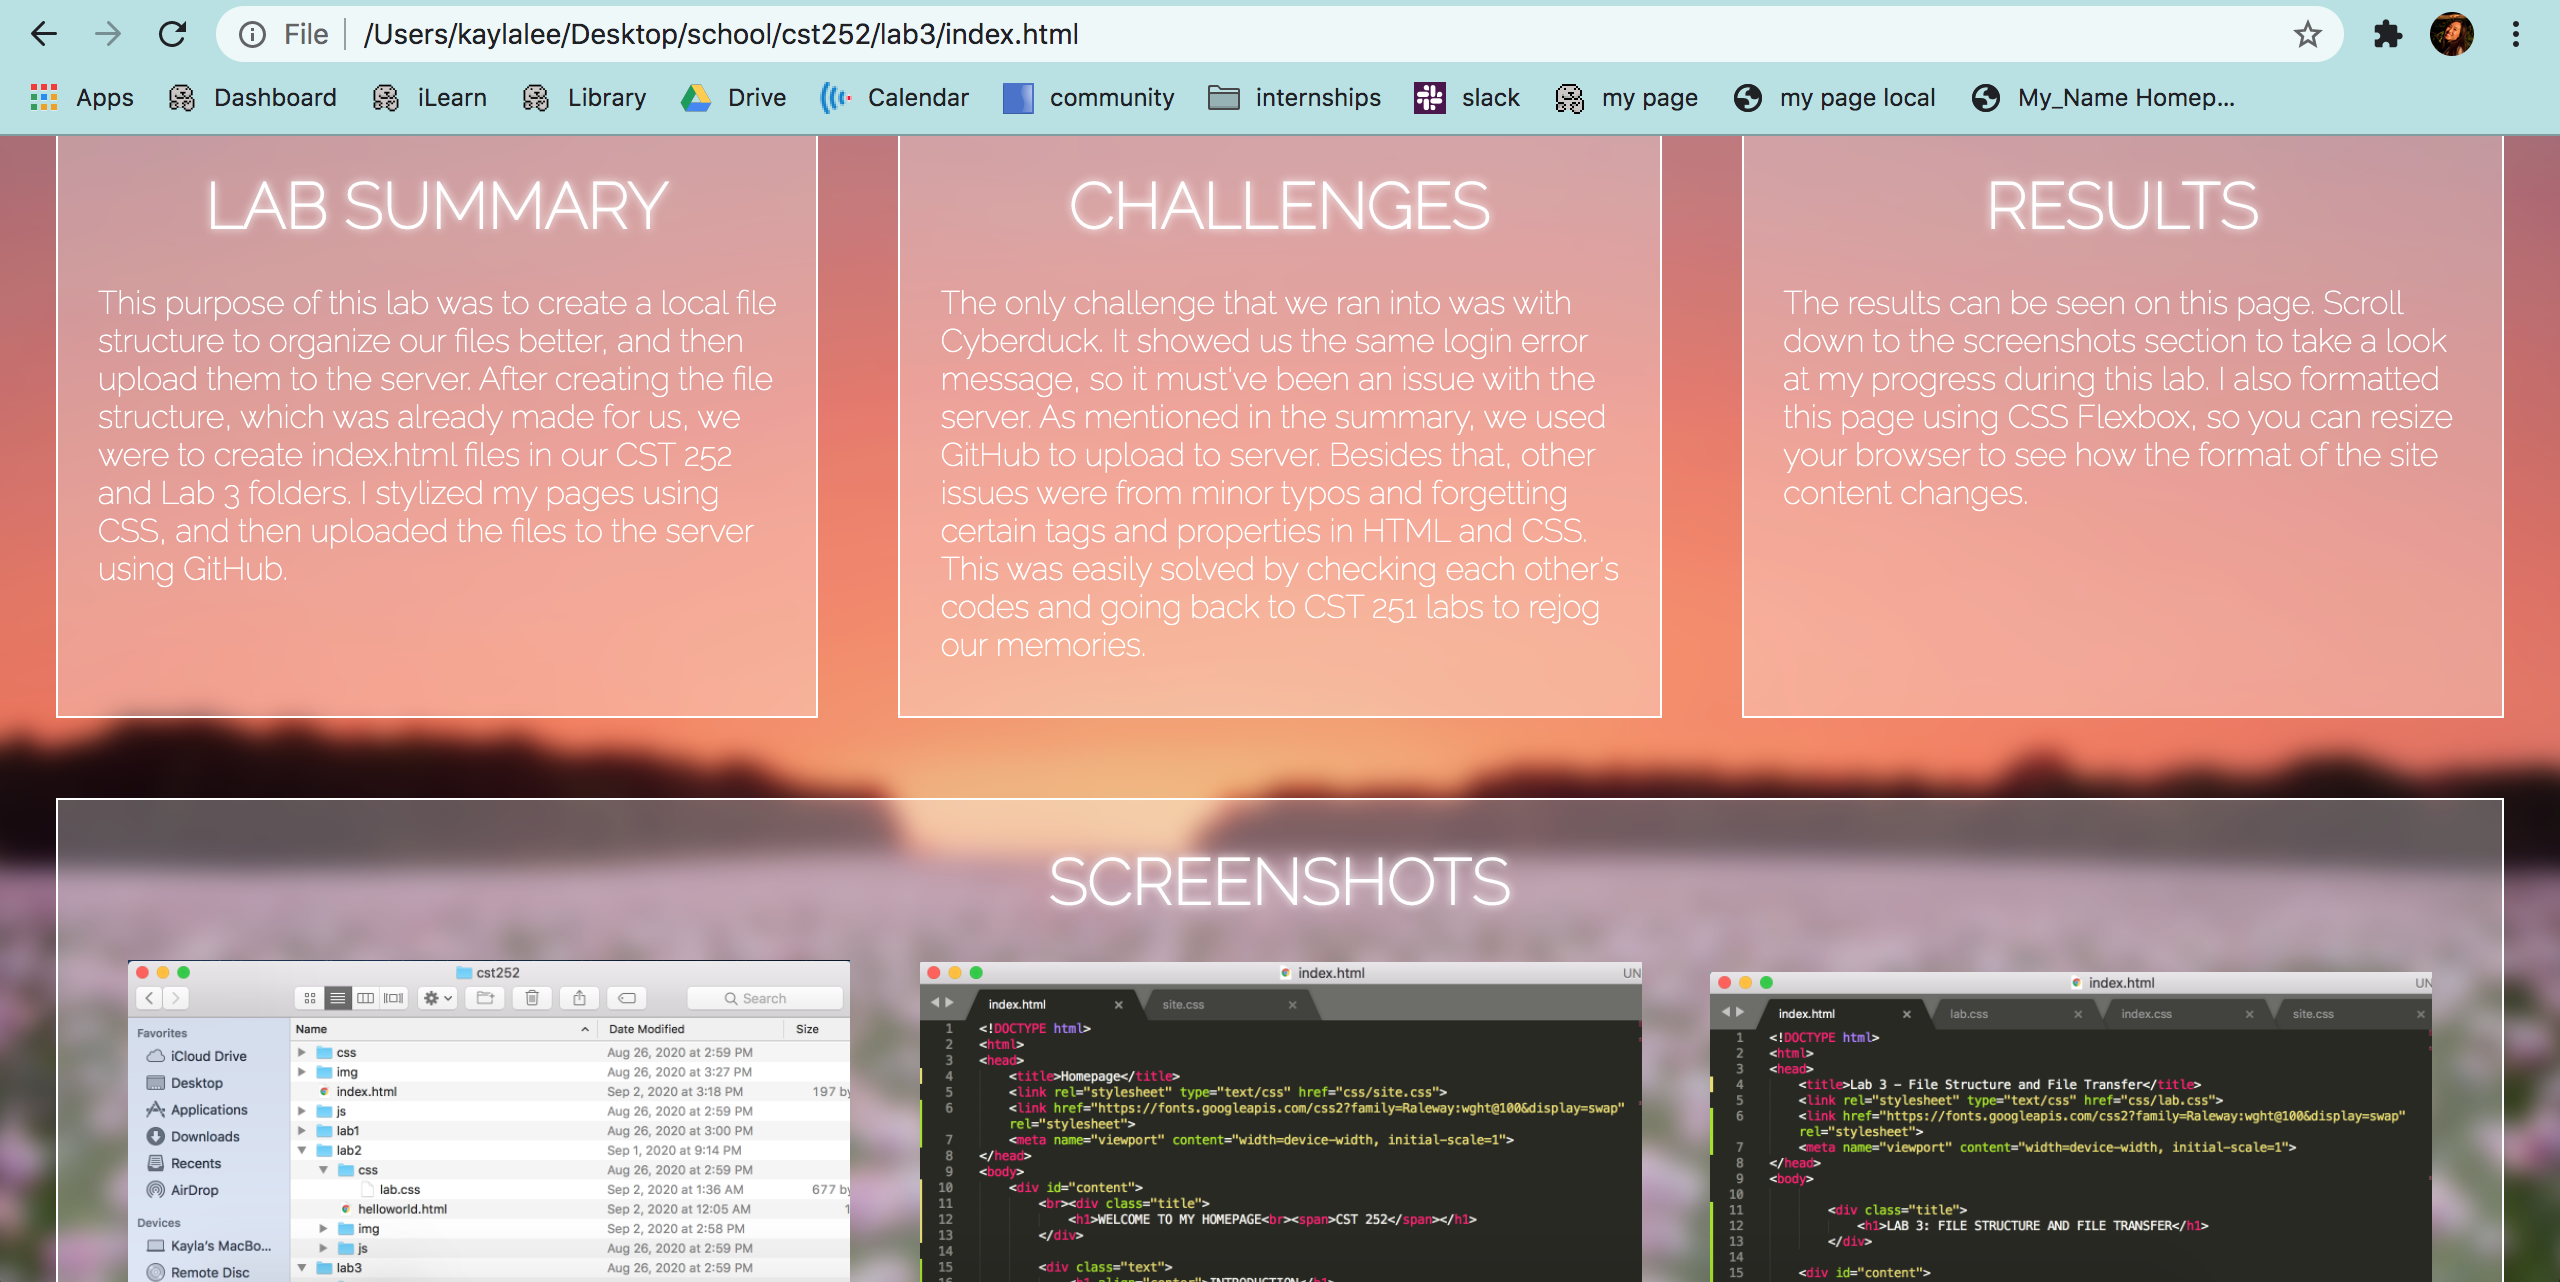 File /Users/kaylalee/Desktop/school/cst252/lab3/index.html
Apps Dashboard iLearn Library Drive Calendar community internships slack my page my page local My_Name Homep...
LAB SUMMARY
This purpose of this lab was to create a local file
structure to organize our files better, and then
upload them to the server. After creating the file
structure, which was already made for us, we
were to create index.html files in our CST 252
and Lab 3 folders. I stylized my pages using
CSS, and then uploaded the files to the server
using GitHub.
CHALLENGES
The only challenge that we ran into was with
Cyberduck. It showed us the same login error
message, so it must've been an issue with the
server. As mentioned in the summary, we used
GitHub to upload to server. Besides that, other
issues were from minor typos and forgetting
certain tags and properties in HTML and CSS.
This was easily solved by checking each other's
codes and going back to CST 251 labs to rejog
our memories.
RESULTS
The results can be seen on this page. Scroll
down to the screenshots section to take a look
at my progress during this lab. I also formatted
this page using CSS Flexbox, so you can resize
your browser to see how the format of the site
content changes.
SCREENSHOTS
cst252
Search
Favorites
iCloud Drive
Desktop
Applications
Downloads
Recents
AirDrop
Devices
Kayla's MacBo...
Remote Disc
Name Date Modified Size
css Aug 26, 2020 at 2:59 PM
img Aug 26, 2020 at 3:27 PM
index.html Sep 2, 2020 at 3:18 PM 197 by
js Aug 26, 2020 at 2:59 PM
lab1 Aug 26, 2020 at 3:00 PM
lab2 Sep 1, 2020 at 9:14 PM
css Aug 26, 2020 at 2:59 PM
lab.css Sep 2, 2020 at 1:36 AM 677 by
helloworld.html Sep 2, 2020 at 12:05 AM 1
img Sep 2, 2020 at 2:58 PM
js Aug 26, 2020 at 2:59 PM
lab3 Aug 26, 2020 at 2:59 PM
index.html UN
index.html site.css
1 <!DOCTYPE html>
2 <html>
3 <head>
4 <title>Homepage</title>
5 <link rel="stylesheet" type="text/css" href="css/site.css">
6 <link href="https://fonts.googleapis.com/css2?family=Raleway:wght@100&display=swap"
rel="stylesheet">
7 <meta name="viewport" content="width=device-width, initial-scale=1">
8 </head>
9 <body>
10 <div id="content">
11 <br><div class="title">
12 <h1>WELCOME TO MY HOMEPAGE<br><span>CST 252</span></h1>
13 </div>
14
15 <div class="text">
16 <h1 align="center">INTRODUCTION</h1>
index.html UN
index.html lab.css index.css site.css
1 <!DOCTYPE html>
2 <html>
3 <head>
4 <title>Lab 3 - File Structure and File Transfer</title>
5 <link rel="stylesheet" type="text/css" href="css/lab.css">
6 <link href="https://fonts.googleapis.com/css2?family=Raleway:wght@100&display=swap"
rel="stylesheet">
7 <meta name="viewport" content="width=device-width, initial-scale=1">
8 </head>
9 <body>
10
11 <div class="title">
12 <h1>LAB 3: FILE STRUCTURE AND FILE TRANSFER</h1>
13 </div>
14
15 <div id="content">